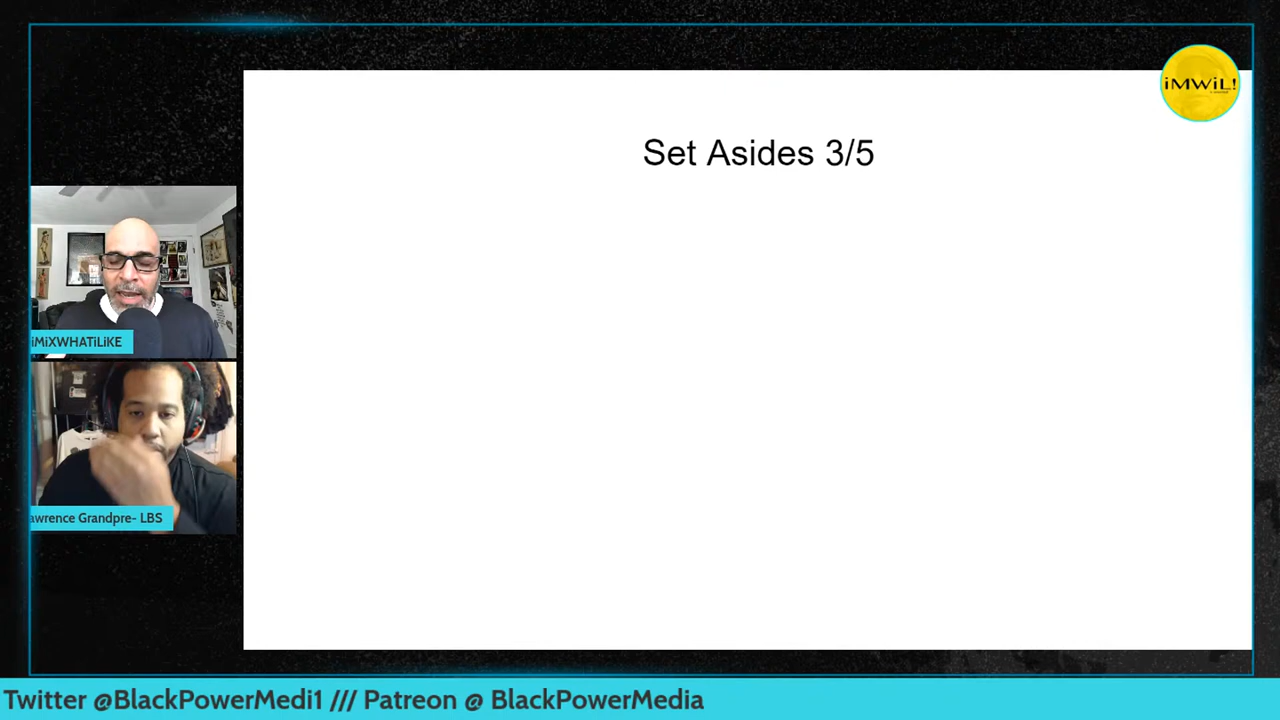 iMWiL!
Set Asides 3/5
iMiXWHATiLiKE
awrence Grandpre- LBS
Twitter @BlackPowerMedi1 /// Patreon @ BlackPowerMedia